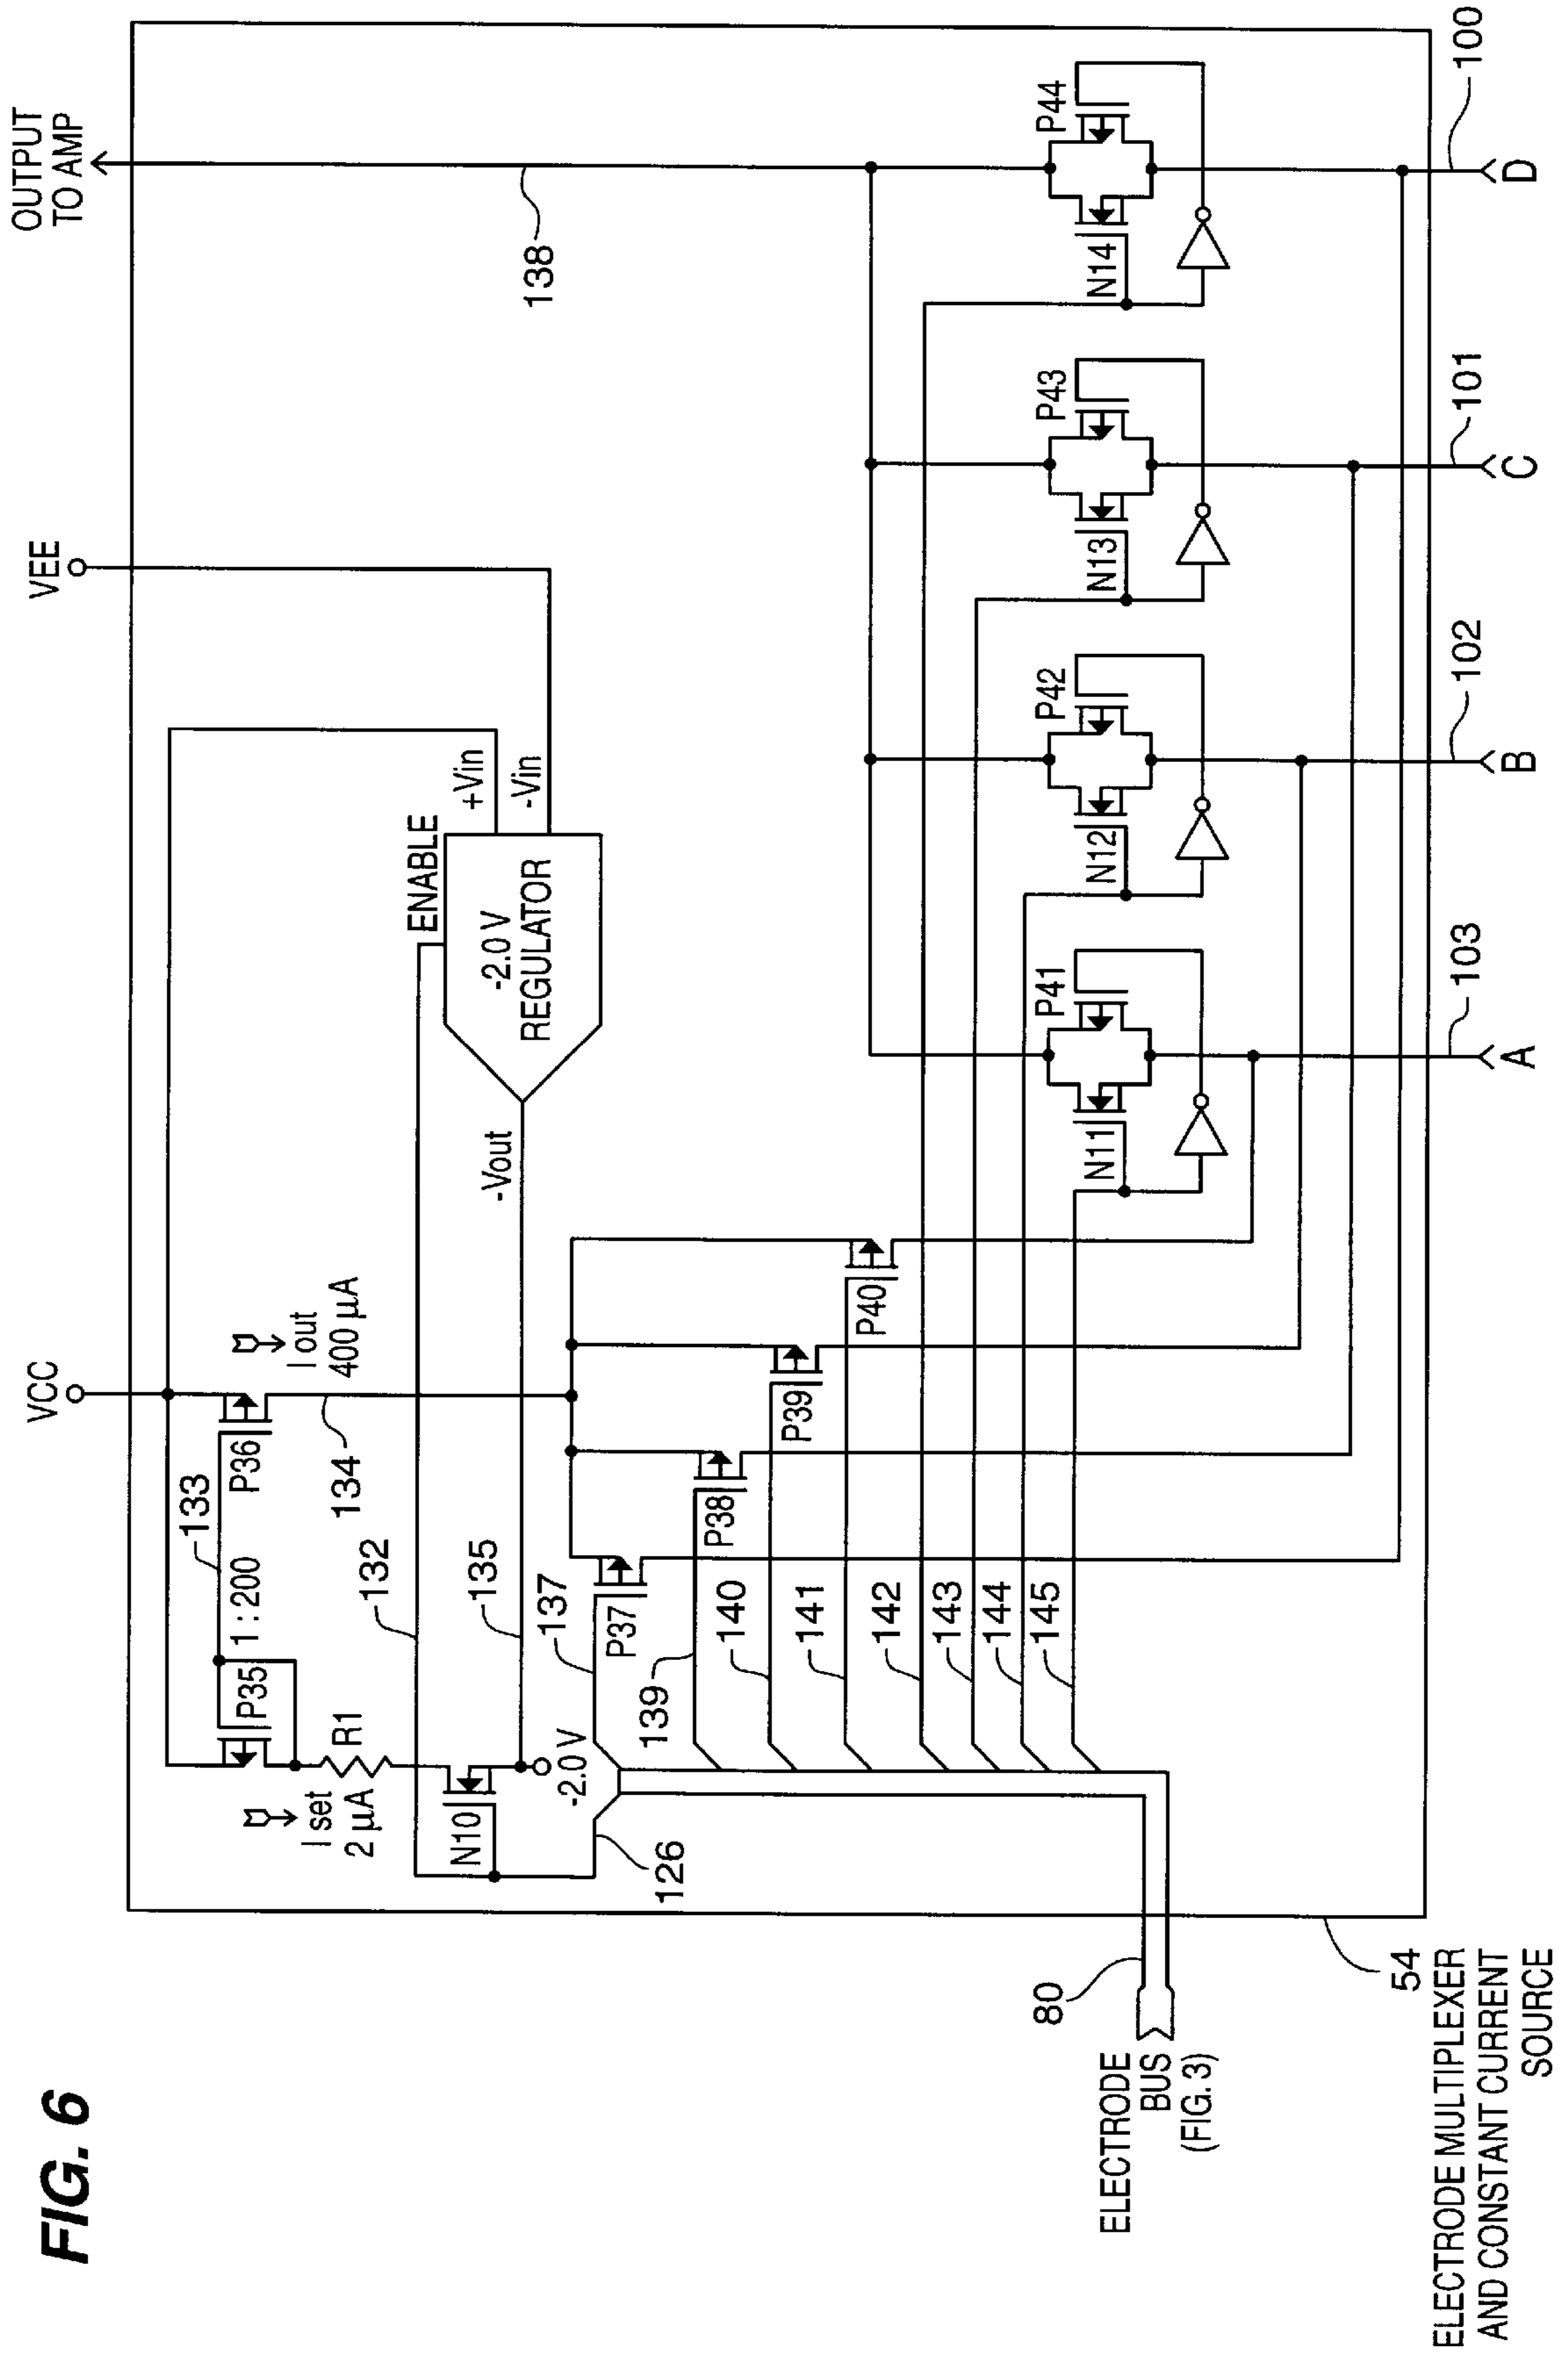 FIG. 6
OUTPUT
TO AMP
VEE
VCC
138
+Vin
-Vin
ENABLE
-2.0 V
REGULATOR
-Vout
I out
400 µA
P36
133
134
1 : 200
P35
R1
I set
2 µA
N10
132
135
-2.0 V
126
137
P37
139
P38
140
P39
141
P40
142
143
144
145
P44
N14
P43
N13
P42
N12
P41
N11
100
D
101
C
102
B
103
A
80
ELECTRODE
BUS
(FIG. 3)
54
ELECTRODE MULTIPLEXER
AND CONSTANT CURRENT
SOURCE